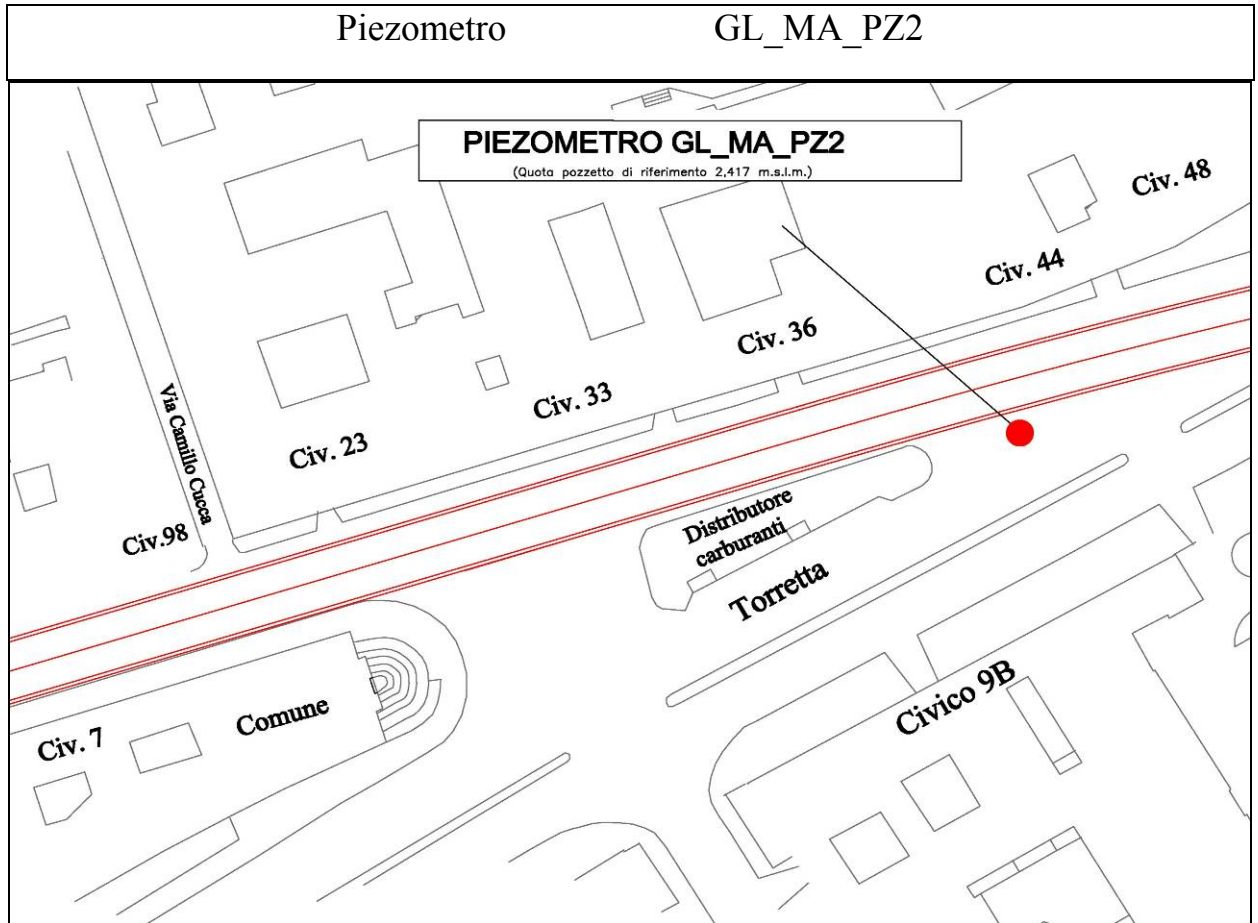 Piezometro GL_MA_PZ2
PIEZOMETRO GL_MA_PZ2
(Quota pozzetto di riferimento 2,417 m.s.l.m.)
Civ. 48
Civ. 44
Civ. 36
Civ. 33
Civ. 23
Via Camillo Cucca
Civ.98
Distributore
carburanti
Torretta
Civico 9B
Comune
Civ. 7